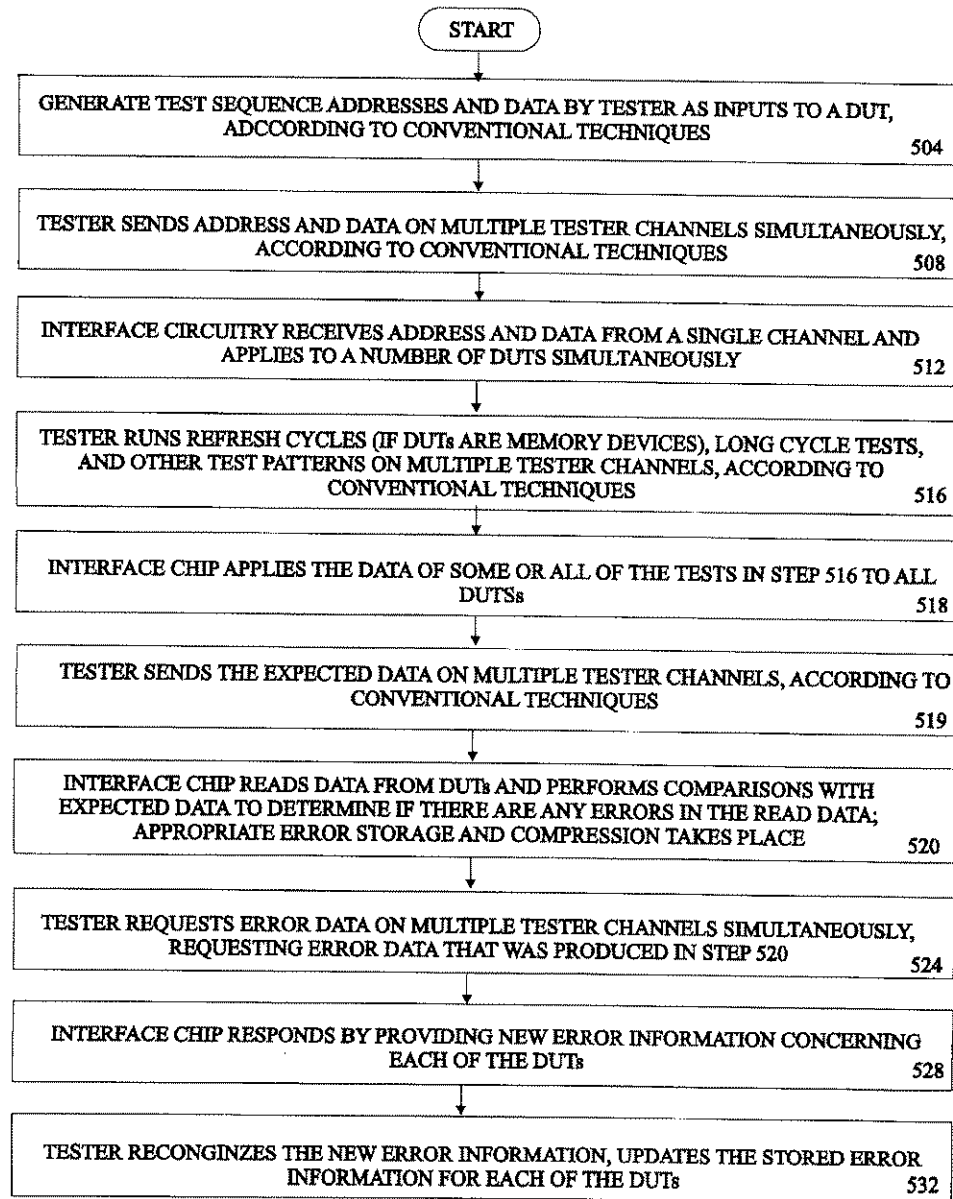 START
GENERATE TEST SEQUENCE ADDRESSES AND DATA BY TESTER AS INPUTS TO A DUT,
ADCCORDING TO CONVENTIONAL TECHNIQUES
504
TESTER SENDS ADDRESS AND DATA ON MULTIPLE TESTER CHANNELS SIMULTANEOUSLY,
ACCORDING TO CONVENTIONAL TECHNIQUES
508
INTERFACE CIRCUITRY RECEIVES ADDRESS AND DATA FROM A SINGLE CHANNEL AND
APPLIES TO A NUMBER OF DUTS SIMULTANEOUSLY
512
TESTER RUNS REFRESH CYCLES (IF DUTs ARE MEMORY DEVICES), LONG CYCLE TESTS,
AND OTHER TEST PATTERNS ON MULTIPLE TESTER CHANNELS, ACCORDING TO
CONVENTIONAL TECHNIQUES
516
INTERFACE CHIP APPLIES THE DATA OF SOME OR ALL OF THE TESTS IN STEP 516 TO ALL
DUTSs
518
TESTER SENDS THE EXPECTED DATA ON MULTIPLE TESTER CHANNELS, ACCORDING TO
CONVENTIONAL TECHNIQUES
519
INTERFACE CHIP READS DATA FROM DUTs AND PERFORMS COMPARISONS WITH
EXPECTED DATA TO DETERMINE IF THERE ARE ANY ERRORS IN THE READ DATA;
APPROPRIATE ERROR STORAGE AND COMPRESSION TAKES PLACE
520
TESTER REQUESTS ERROR DATA ON MULTIPLE TESTER CHANNELS SIMULTANEOUSLY,
REQUESTING ERROR DATA THAT WAS PRODUCED IN STEP 520
524
INTERFACE CHIP RESPONDS BY PROVIDING NEW ERROR INFORMATION CONCERNING
EACH OF THE DUTs
528
TESTER RECONGINZES THE NEW ERROR INFORMATION, UPDATES THE STORED ERROR
INFORMATION FOR EACH OF THE DUTs
532